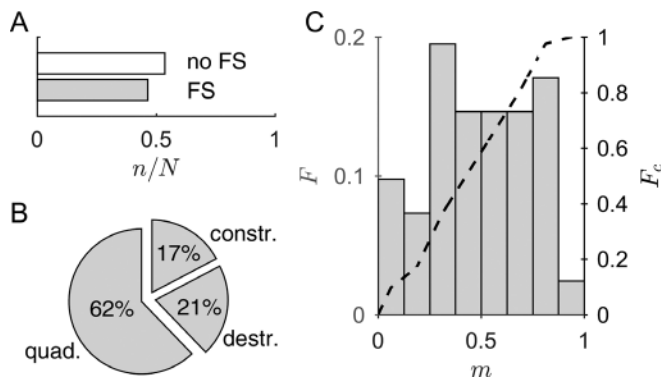 A
no FS
FS
0 0.5 1
n/N
B
constr.
17%
62%
21%
quad.
destr.
C
0.2 1
0.8
0.6
F 0.1 F_c
0.4
0.2
0 0
0 0.5 1
m